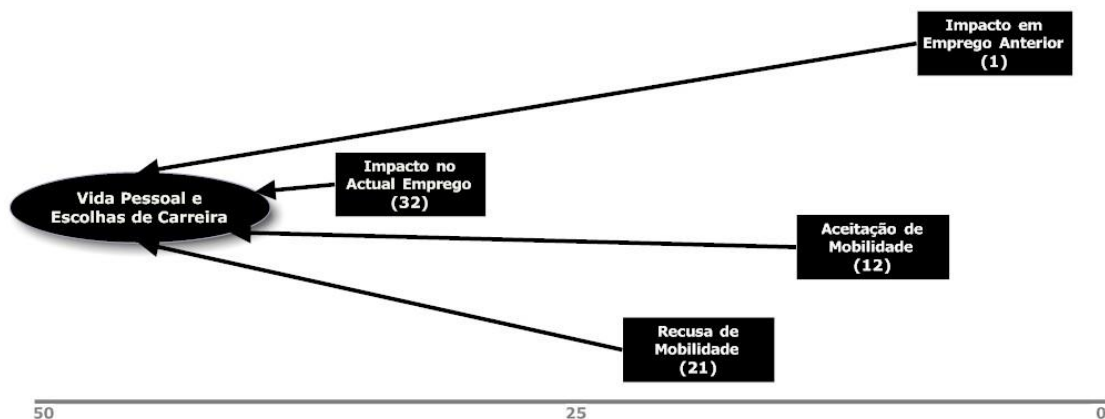 Impacto em
Emprego Anterior
(1)
Impacto no
Actual Emprego
(32)
Vida Pessoal e
Escolhas de Carreira
Aceitação de
Mobilidade
(12)
Recusa de
Mobilidade
(21)
50
25
0